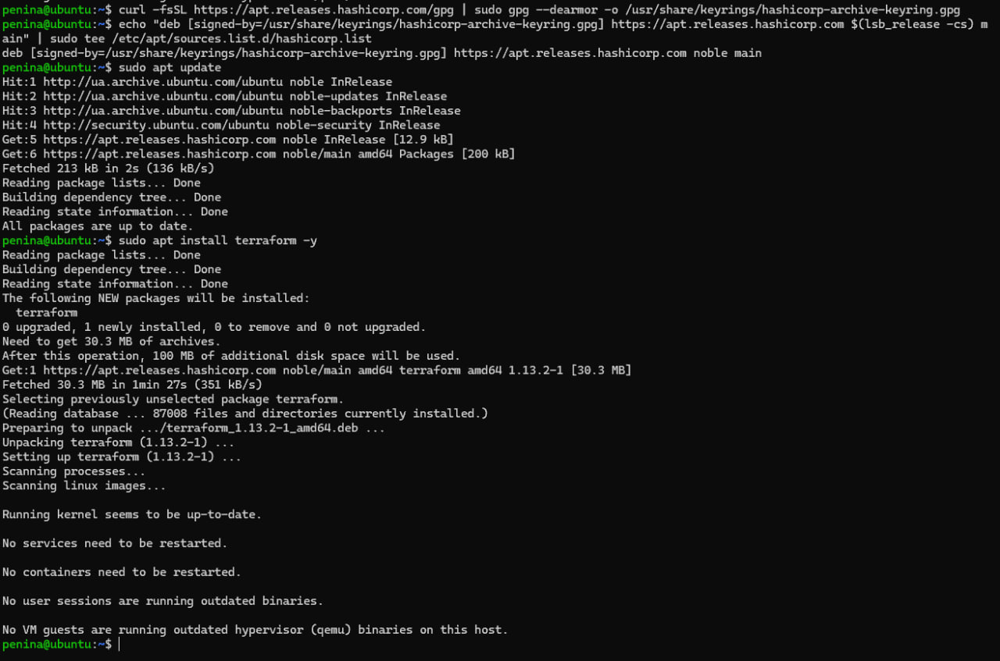 penina@ubuntu:~$ curl -fsSL https://apt.releases.hashicorp.com/gpg | sudo gpg --dearmor -o /usr/share/keyrings/hashicorp-archive-keyring.gpg
penina@ubuntu:~$ echo "deb [signed-by=/usr/share/keyrings/hashicorp-archive-keyring.gpg] https://apt.releases.hashicorp.com $(lsb_release -cs) m
ain" | sudo tee /etc/apt/sources.list.d/hashicorp.list
deb [signed-by=/usr/share/keyrings/hashicorp-archive-keyring.gpg] https://apt.releases.hashicorp.com noble main
penina@ubuntu:~$ sudo apt update
Hit:1 http://ua.archive.ubuntu.com/ubuntu noble InRelease
Hit:2 http://ua.archive.ubuntu.com/ubuntu noble-updates InRelease
Hit:3 http://ua.archive.ubuntu.com/ubuntu noble-backports InRelease
Hit:4 http://security.ubuntu.com/ubuntu noble-security InRelease
Get:5 https://apt.releases.hashicorp.com noble InRelease [12.9 kB]
Get:6 https://apt.releases.hashicorp.com noble/main amd64 Packages [200 kB]
Fetched 213 kB in 2s (136 kB/s)
Reading package lists... Done
Building dependency tree... Done
Reading state information... Done
All packages are up to date.
penina@ubuntu:~$ sudo apt install terraform -y
Reading package lists... Done
Building dependency tree... Done
Reading state information... Done
The following NEW packages will be installed:
  terraform
0 upgraded, 1 newly installed, 0 to remove and 0 not upgraded.
Need to get 30.3 MB of archives.
After this operation, 100 MB of additional disk space will be used.
Get:1 https://apt.releases.hashicorp.com noble/main amd64 terraform amd64 1.13.2-1 [30.3 MB]
Fetched 30.3 MB in 1min 27s (351 kB/s)
Selecting previously unselected package terraform.
(Reading database ... 87008 files and directories currently installed.)
Preparing to unpack .../terraform_1.13.2-1_amd64.deb ...
Unpacking terraform (1.13.2-1) ...
Setting up terraform (1.13.2-1) ...
Scanning processes...
Scanning linux images...

Running kernel seems to be up-to-date.

No services need to be restarted.

No containers need to be restarted.

No user sessions are running outdated binaries.

No VM guests are running outdated hypervisor (qemu) binaries on this host.
penina@ubuntu:~$